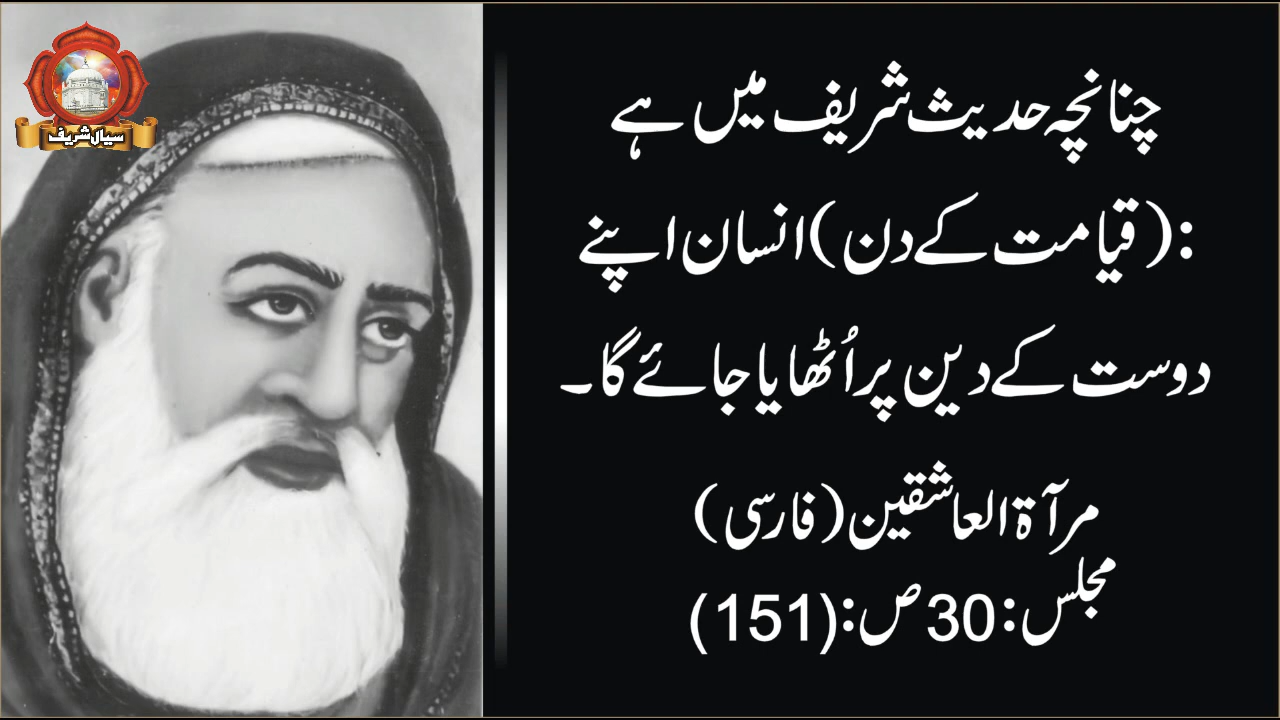 سیال شریف
چنانچہ حدیث شریف میں ہے
:(قیامت کے دن) انسان اپنے
دوست کے دین پر اُٹھایا جائے گا۔
مرآۃ العاشقین (فارسی)
مجلس:30 ص:(151)